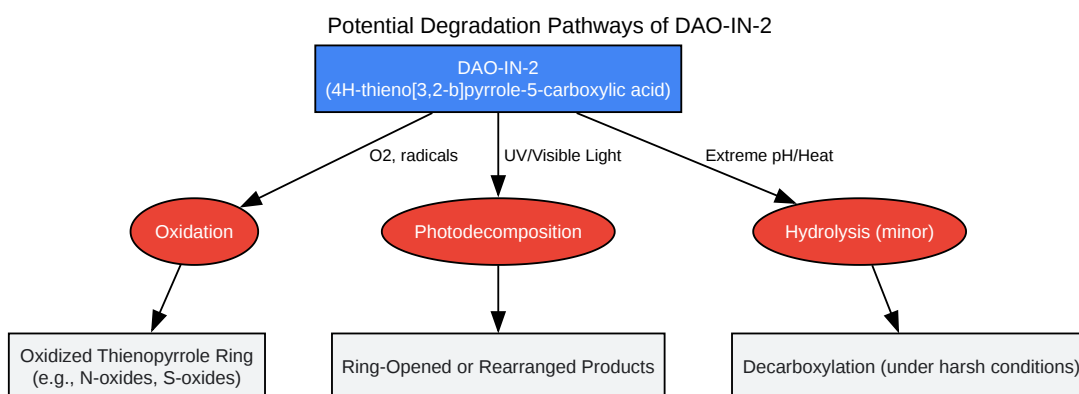 Potential Degradation Pathways of DAO-IN-2
DAO-IN-2
(4H-thieno[3,2-b]pyrrole-5-carboxylic acid)
O2, radicals
UV/Visible Light
Extreme pH/Heat
Oxidation
Photodecomposition
Hydrolysis (minor)
Oxidized Thienopyrrole Ring
(e.g., N-oxides, S-oxides)
Ring-Opened or Rearranged Products
Decarboxylation (under harsh conditions)